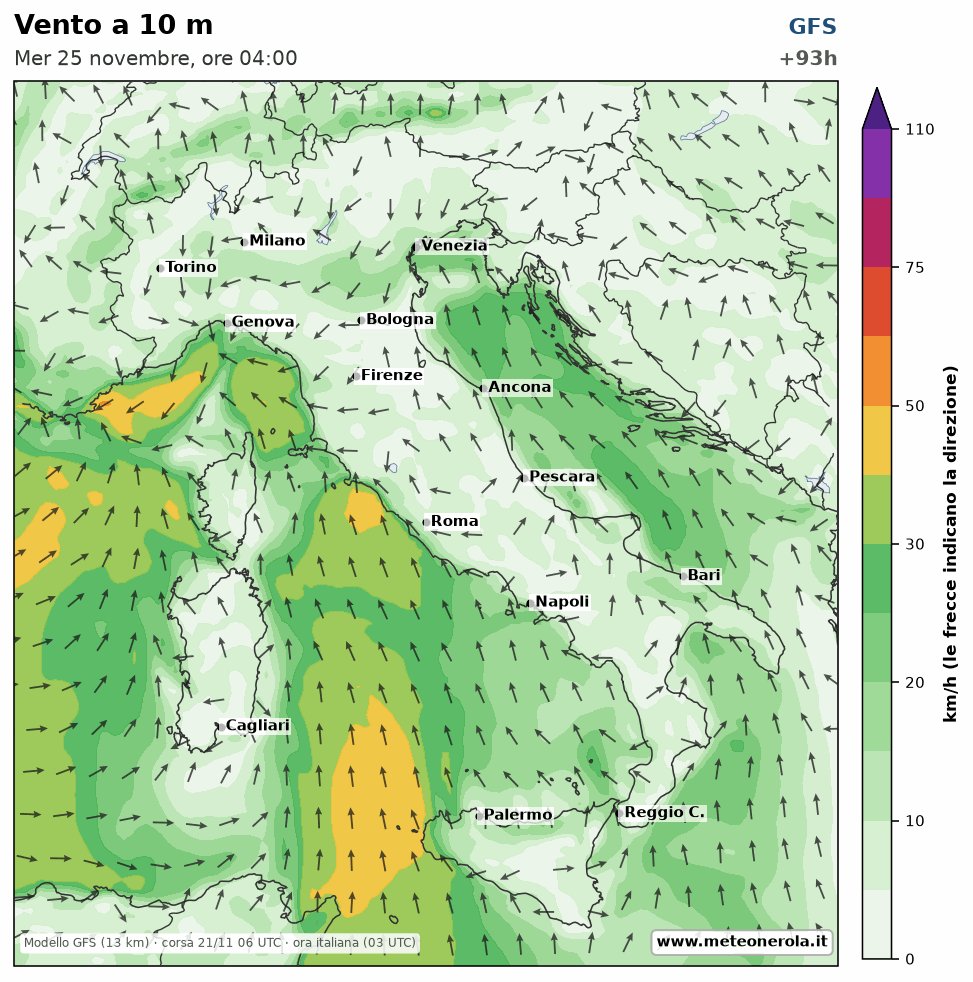 Vento a 10 m
GFS
Mer 25 novembre, ore 04:00
+93h
110
Venezia
Milano
Torino
75
Genova
Bologna
Firenze
Ancona
50
Pescara
Roma
30
Bari
Napoli
20
Cagliari
Palermo
Reggio C.
10
0
km/h (le frecce indicano la direzione)
Modello GFS (13 km) · corsa 21/11 06 UTC · ora italiana (03 UTC)
www.meteonerola.it